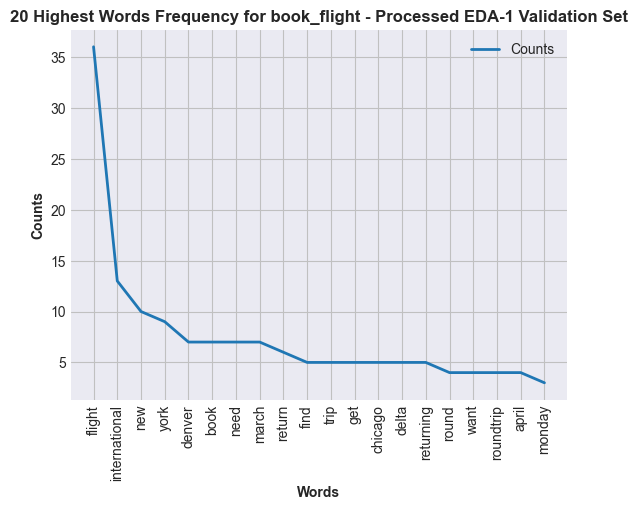 20 Highest Words Frequency for book_flight - Processed EDA-1 Validation Set
Counts
35
30
25
20
15
10
5
Counts
flight
international
new
york
denver
book
need
march
return
find
trip
get
chicago
delta
returning
round
want
roundtrip
april
monday
Words